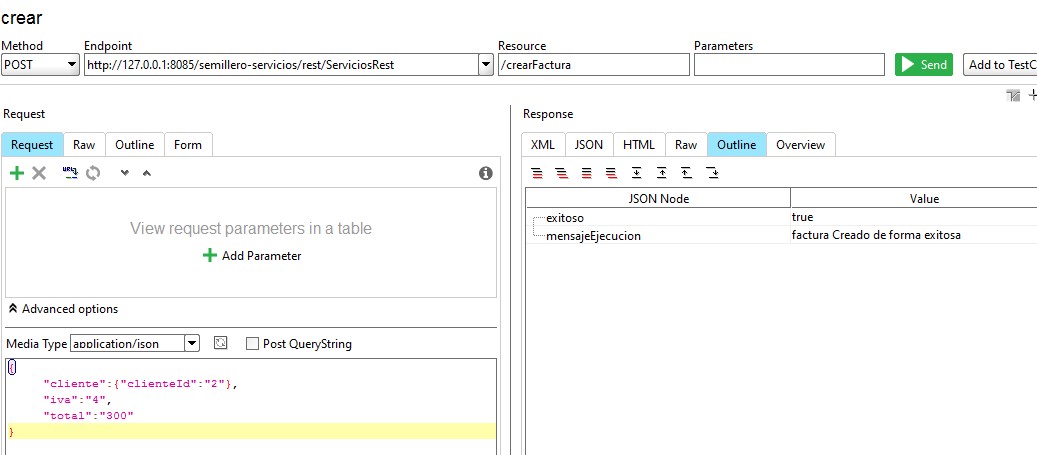 crear
Method Endpoint Resource Parameters
POST http://127.0.0.1:8085/semillero-servicios/rest/ServiciosRest /crearFactura Send Add to TestC
Request
Request Raw Outline Form
View request parameters in a table
Add Parameter
Advanced options
Media Type application/json Post QueryString
{
"cliente":{"clienteId":"2"},
"iva":"4",
"total":"300"
}
Response
XML JSON HTML Raw Outline Overview
JSON Node Value
exitoso true
mensajeEjecucion factura Creado de forma exitosa